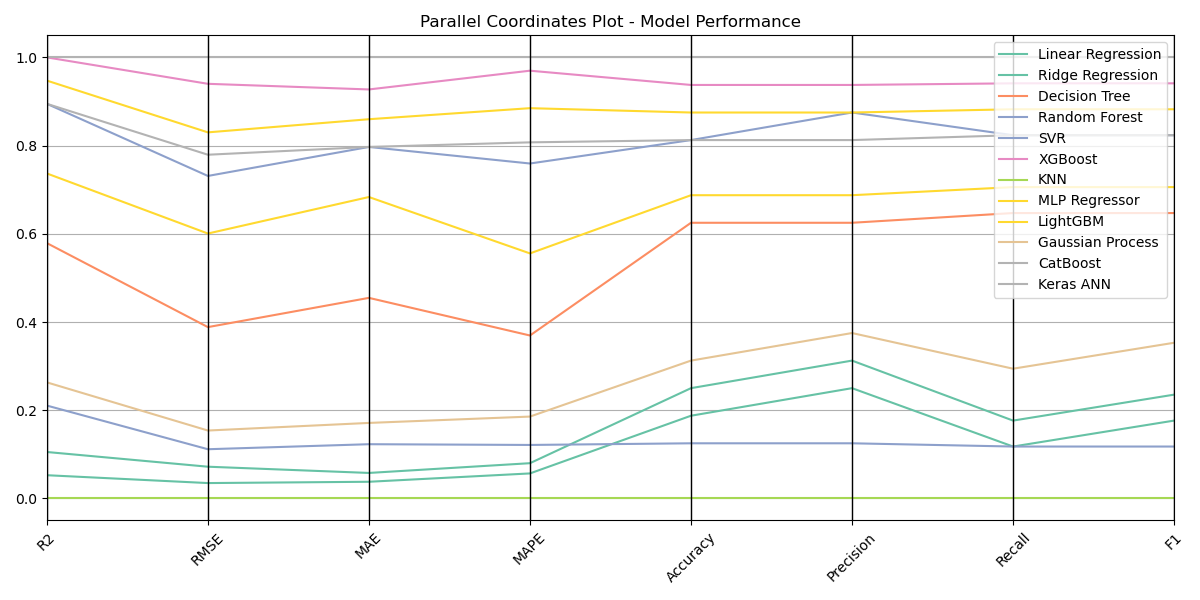 Parallel Coordinates Plot - Model Performance
1.0
0.8
0.6
0.4
0.2
0.0
Linear Regression
Ridge Regression
Decision Tree
Random Forest
SVR
XGBoost
KNN
MLP Regressor
LightGBM
Gaussian Process
CatBoost
Keras ANN
R2
RMSE
MAE
MAPE
Accuracy
Precision
Recall
F1